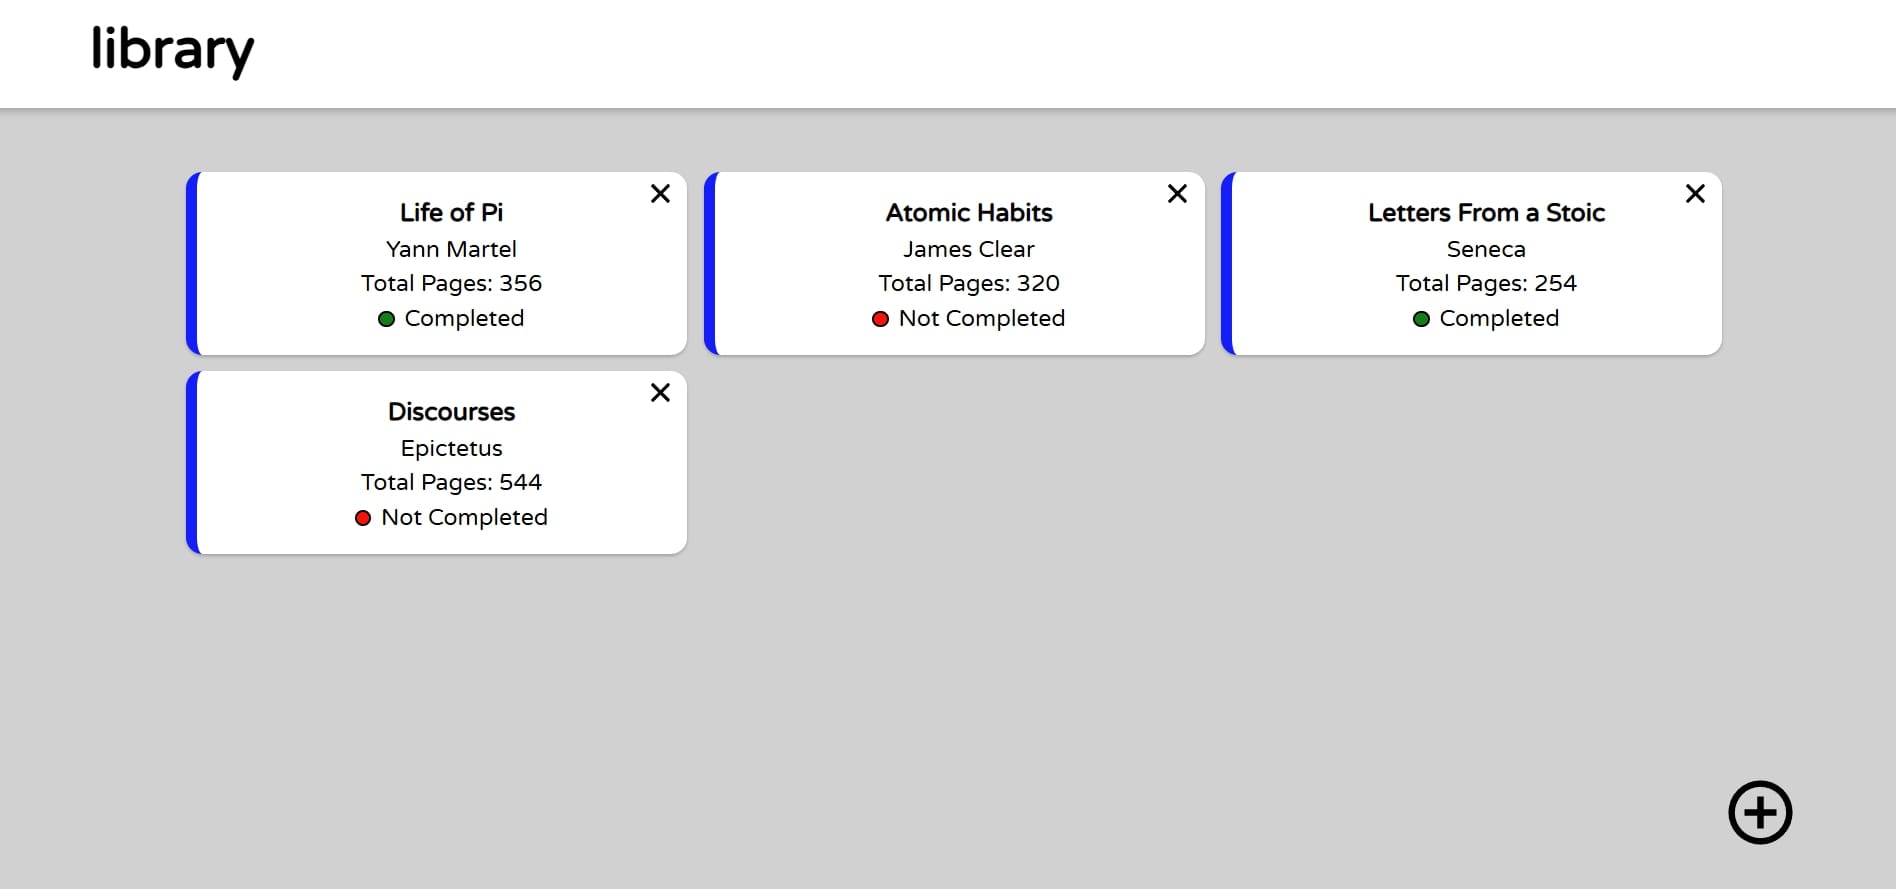 library
Life of Pi
Yann Martel
Total Pages: 356
Completed
Atomic Habits
James Clear
Total Pages: 320
Not Completed
Letters From a Stoic
Seneca
Total Pages: 254
Completed
Discourses
Epictetus
Total Pages: 544
Not Completed